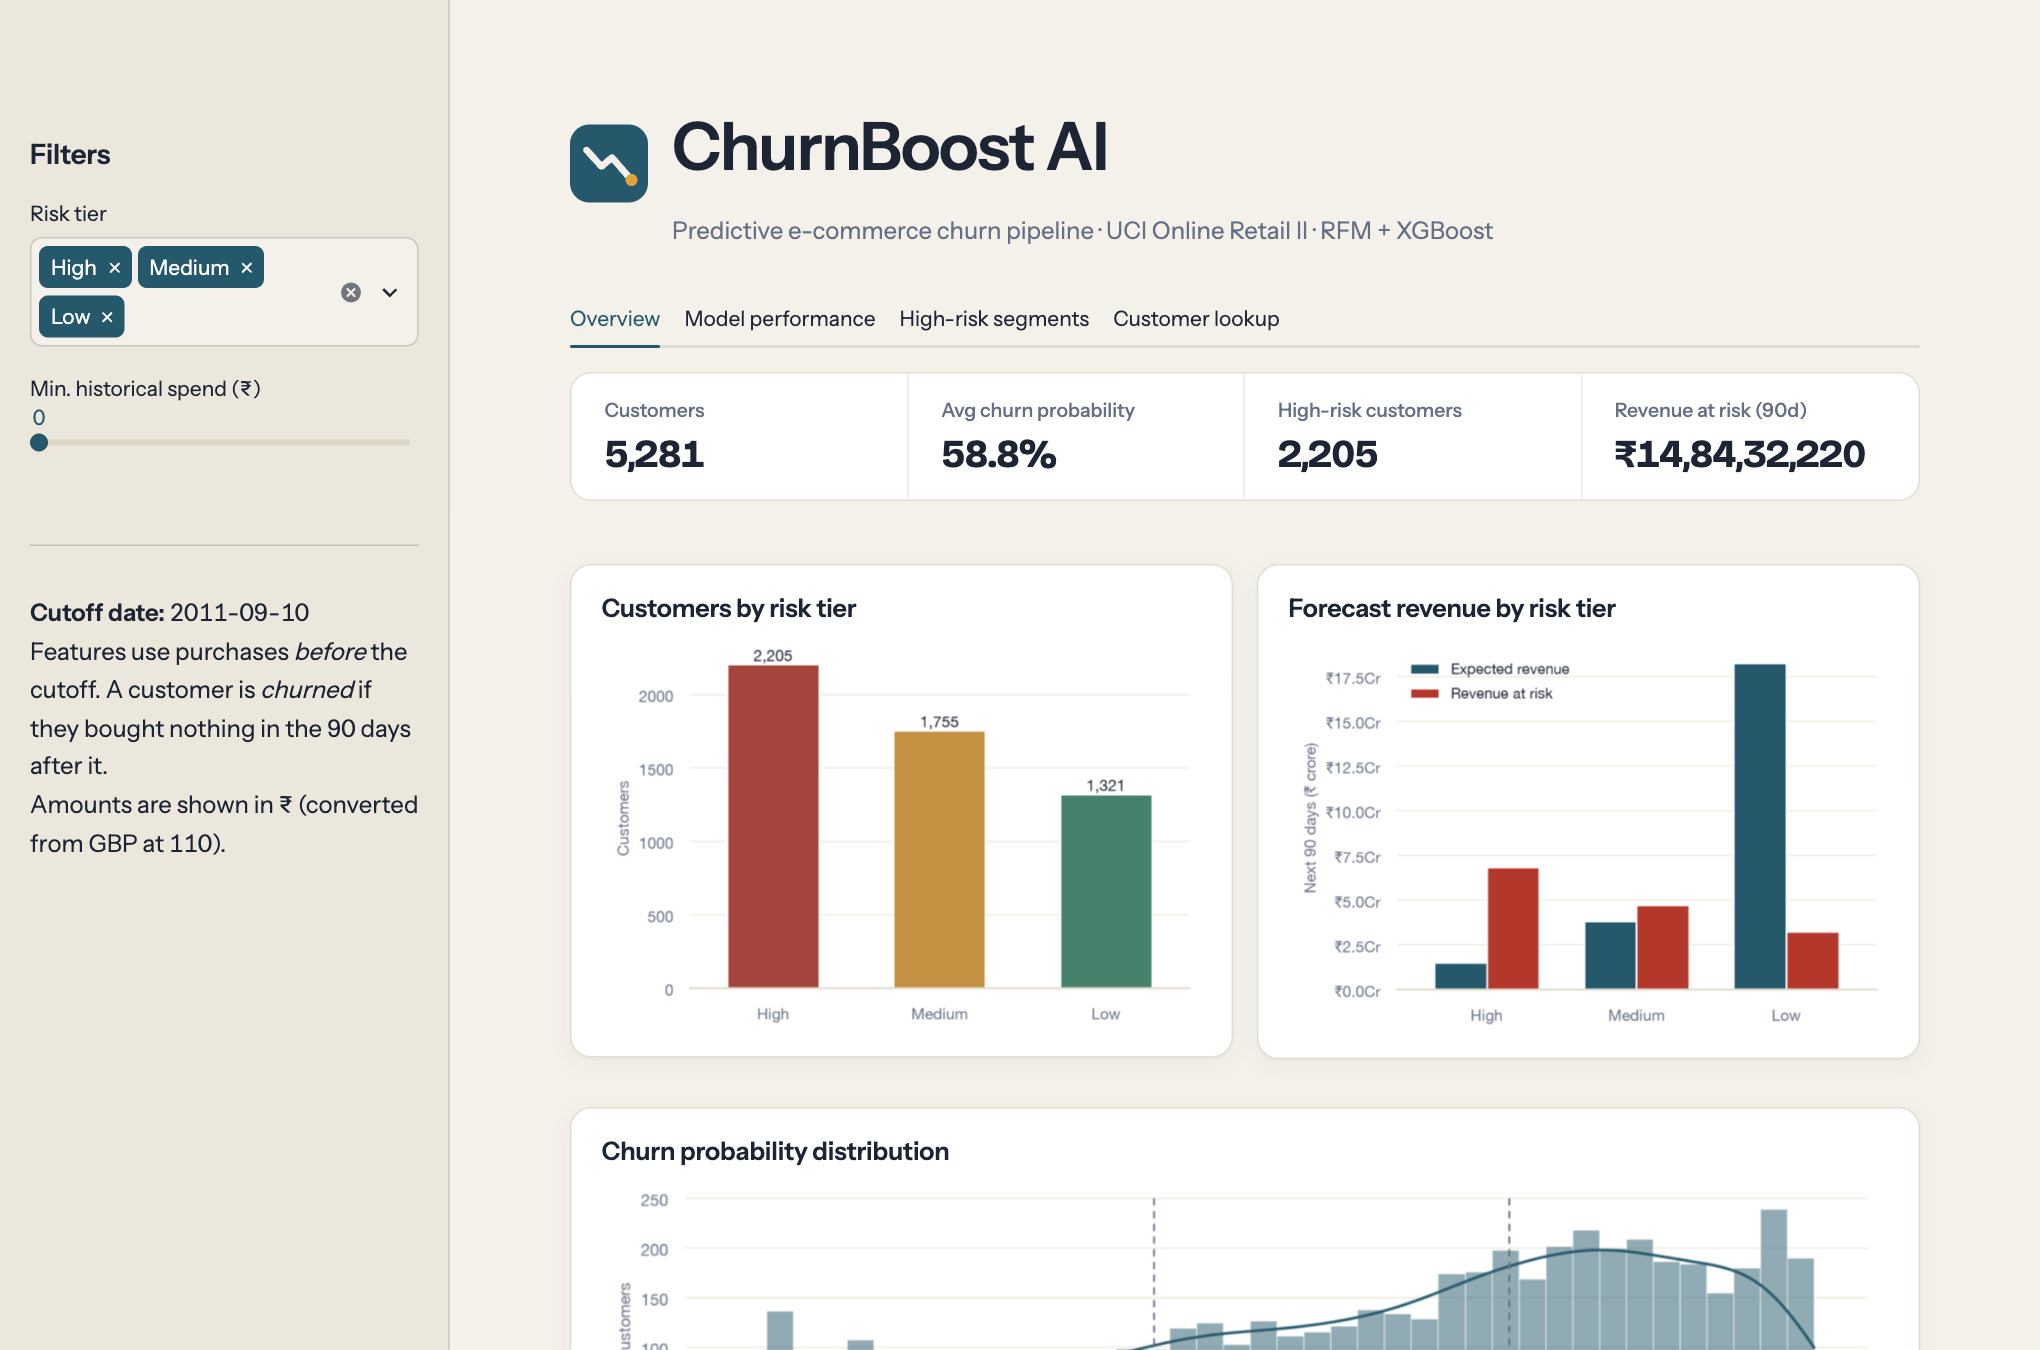 Filters
Risk tier
High × Medium ×
Low ×
Min. historical spend (₹)
0
Cutoff date: 2011-09-10
Features use purchases before the
cutoff. A customer is churned if
they bought nothing in the 90 days
after it.
Amounts are shown in ₹ (converted
from GBP at 110).
ChurnBoost AI
Predictive e-commerce churn pipeline · UCI Online Retail II · RFM + XGBoost
Overview Model performance High-risk segments Customer lookup
Customers
5,281
Avg churn probability
58.8%
High-risk customers
2,205
Revenue at risk (90d)
₹14,84,32,220
Customers by risk tier
Customers
2000
1500
1000
500
0
2,205
1,755
1,321
High Medium Low
Forecast revenue by risk tier
Expected revenue
Revenue at risk
Next 90 days (₹ crore)
₹17.5Cr
₹15.0Cr
₹12.5Cr
₹10.0Cr
₹7.5Cr
₹5.0Cr
₹2.5Cr
₹0.0Cr
High Medium Low
Churn probability distribution
250
200
150
100